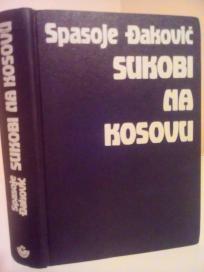 Spasoje Đaković
SUKOBI
NA
KOSOVU
Spasoje
Đaković
SUKOBI NA KOSOVU